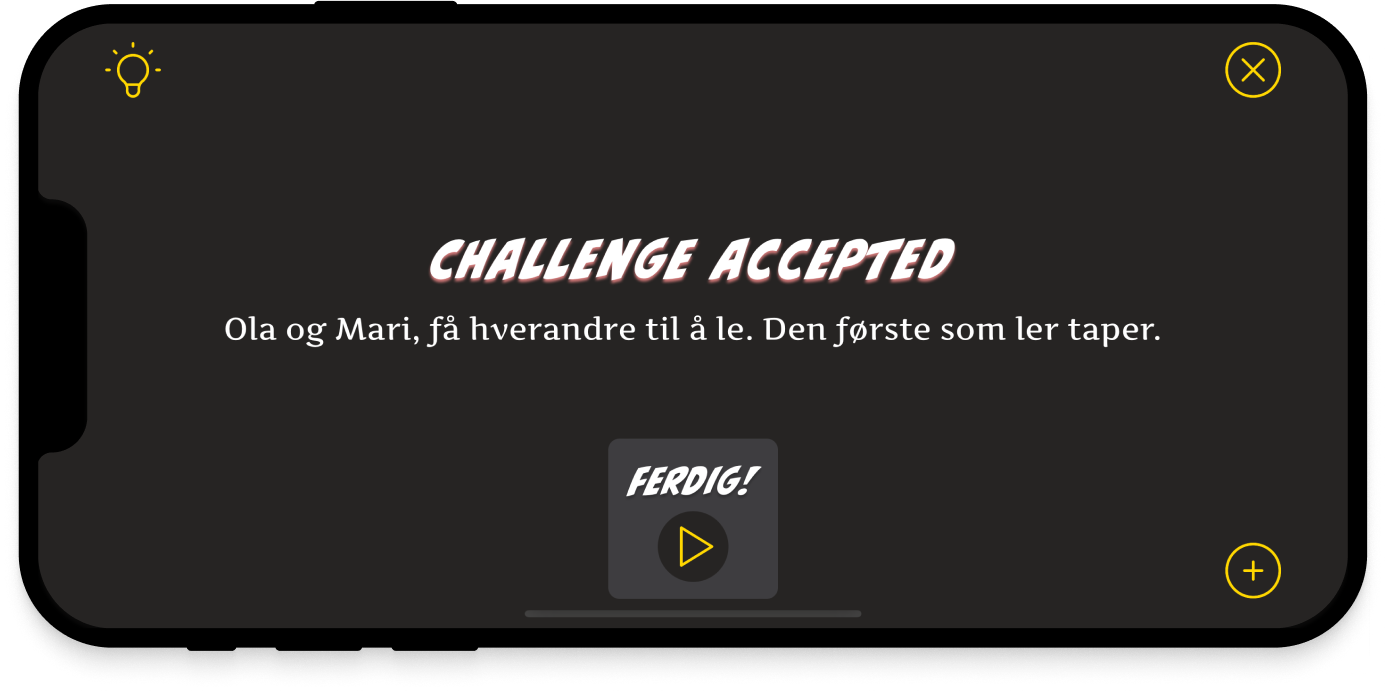 CHALLENGE ACCEPTED
Ola og Mari, få hverandre til å le. Den første som ler taper.
FERDIG!